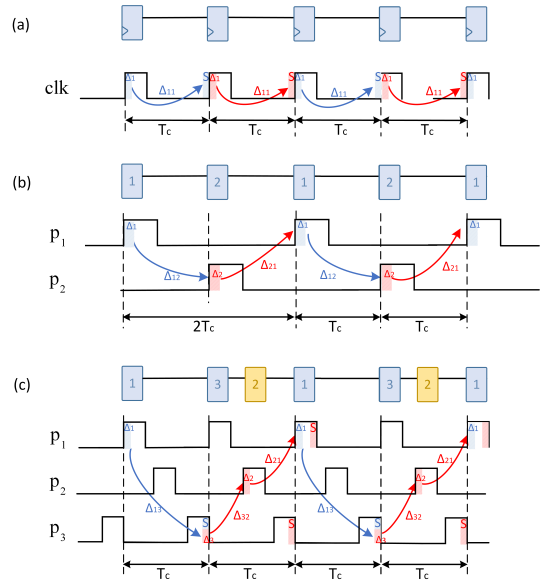 (a)
clk
Δ1 Δ11 S Δ1 Δ11 S Δ1 Δ11 S Δ1 Δ11 S Δ1
Tc Tc Tc Tc
(b)
1 2 1 2 1
p1
Δ1 Δ12 Δ21 Δ1 Δ12 Δ21 Δ1
p2
Δ2 Δ2
2Tc Tc Tc
(c)
1 3 2 1 3 2 1
p1
Δ1 Δ1 S Δ1 S
Δ21 Δ21
p2
Δ2 Δ2
Δ13 Δ32 Δ13 Δ32
p3
S Δ3 S S Δ3 S
Tc Tc Tc Tc